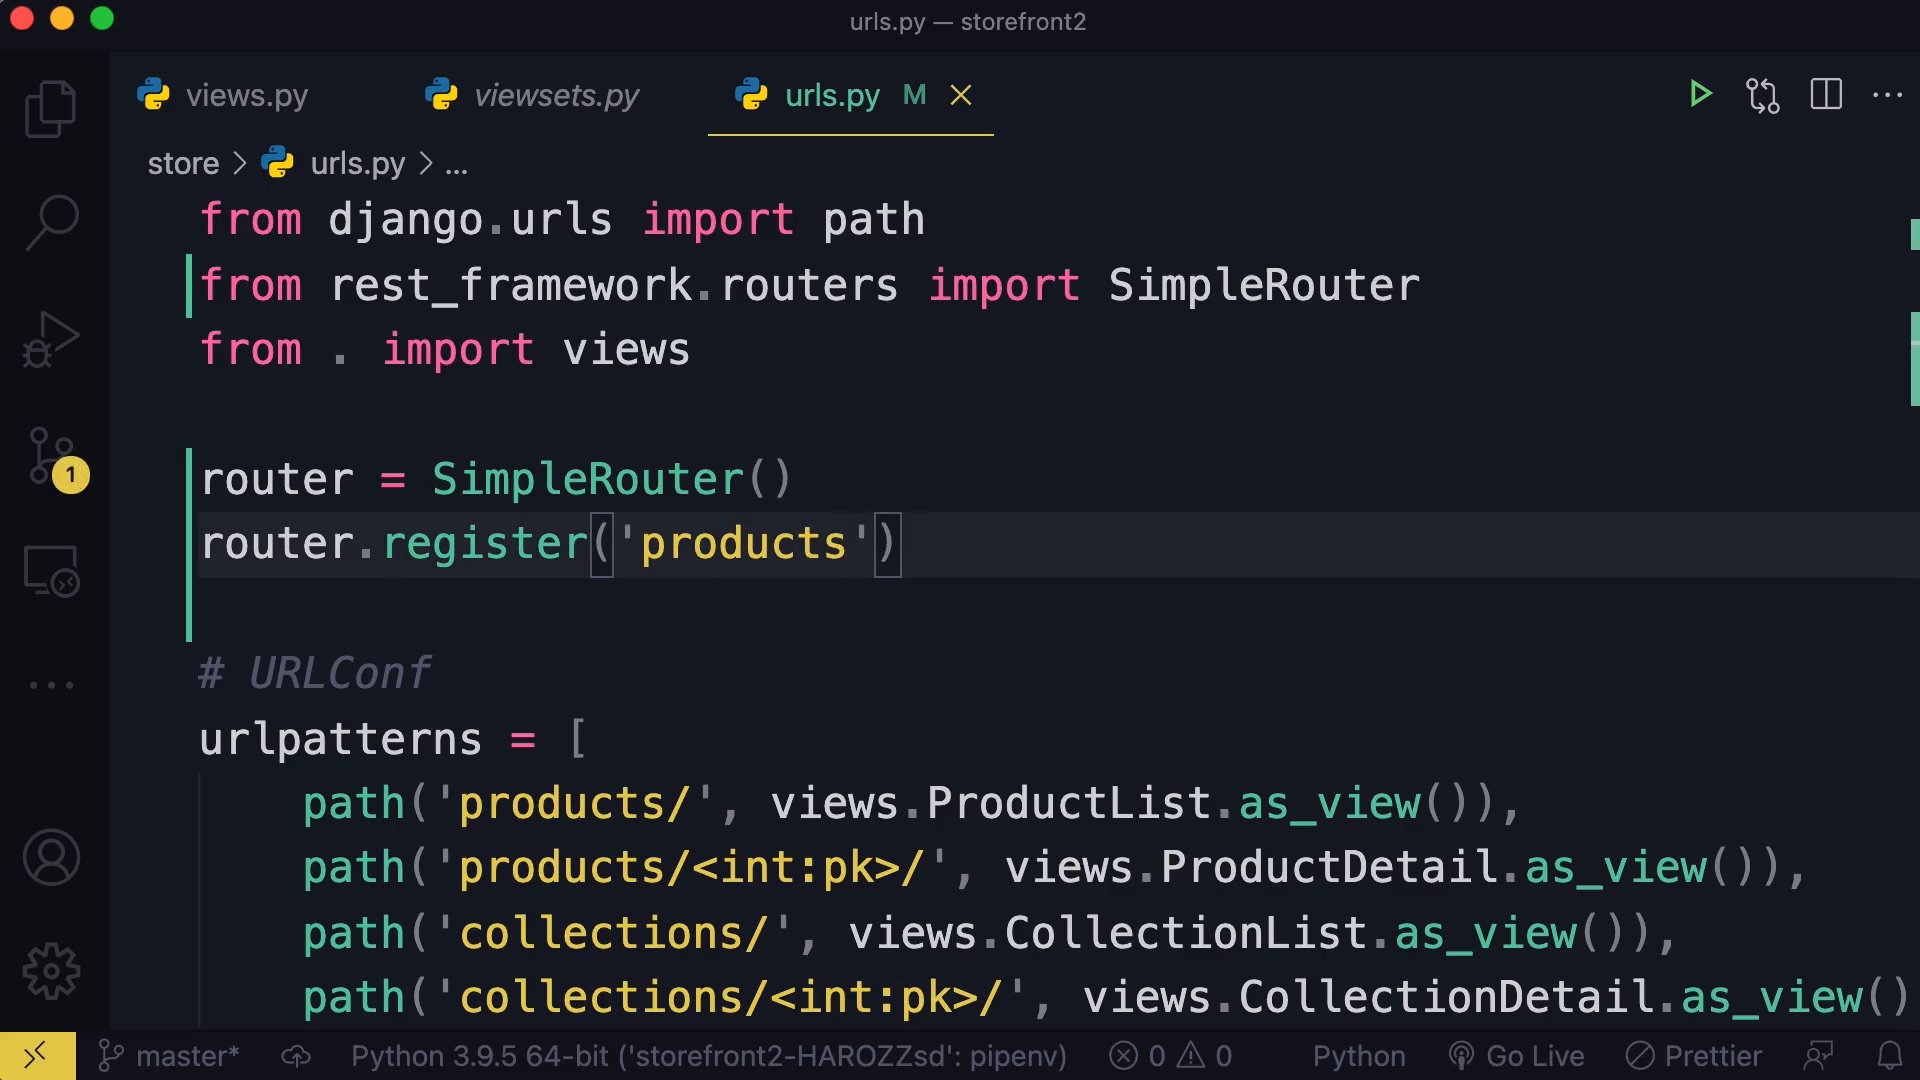 urls.py — storefront2
views.py
viewsets.py
urls.py M
store > urls.py > ...
from django.urls import path
from rest_framework.routers import SimpleRouter
from . import views
router = SimpleRouter()
router.register('products')
# URLConf
urlpatterns = [
path('products/', views.ProductList.as_view()),
path('products/<int:pk>/', views.ProductDetail.as_view()),
path('collections/', views.CollectionList.as_view()),
path('collections/<int:pk>/', views.CollectionDetail.as_view()
1
master* Python 3.9.5 64-bit ('storefront2-HAROZZsd': pipenv) 0 0 Python Go Live Prettier